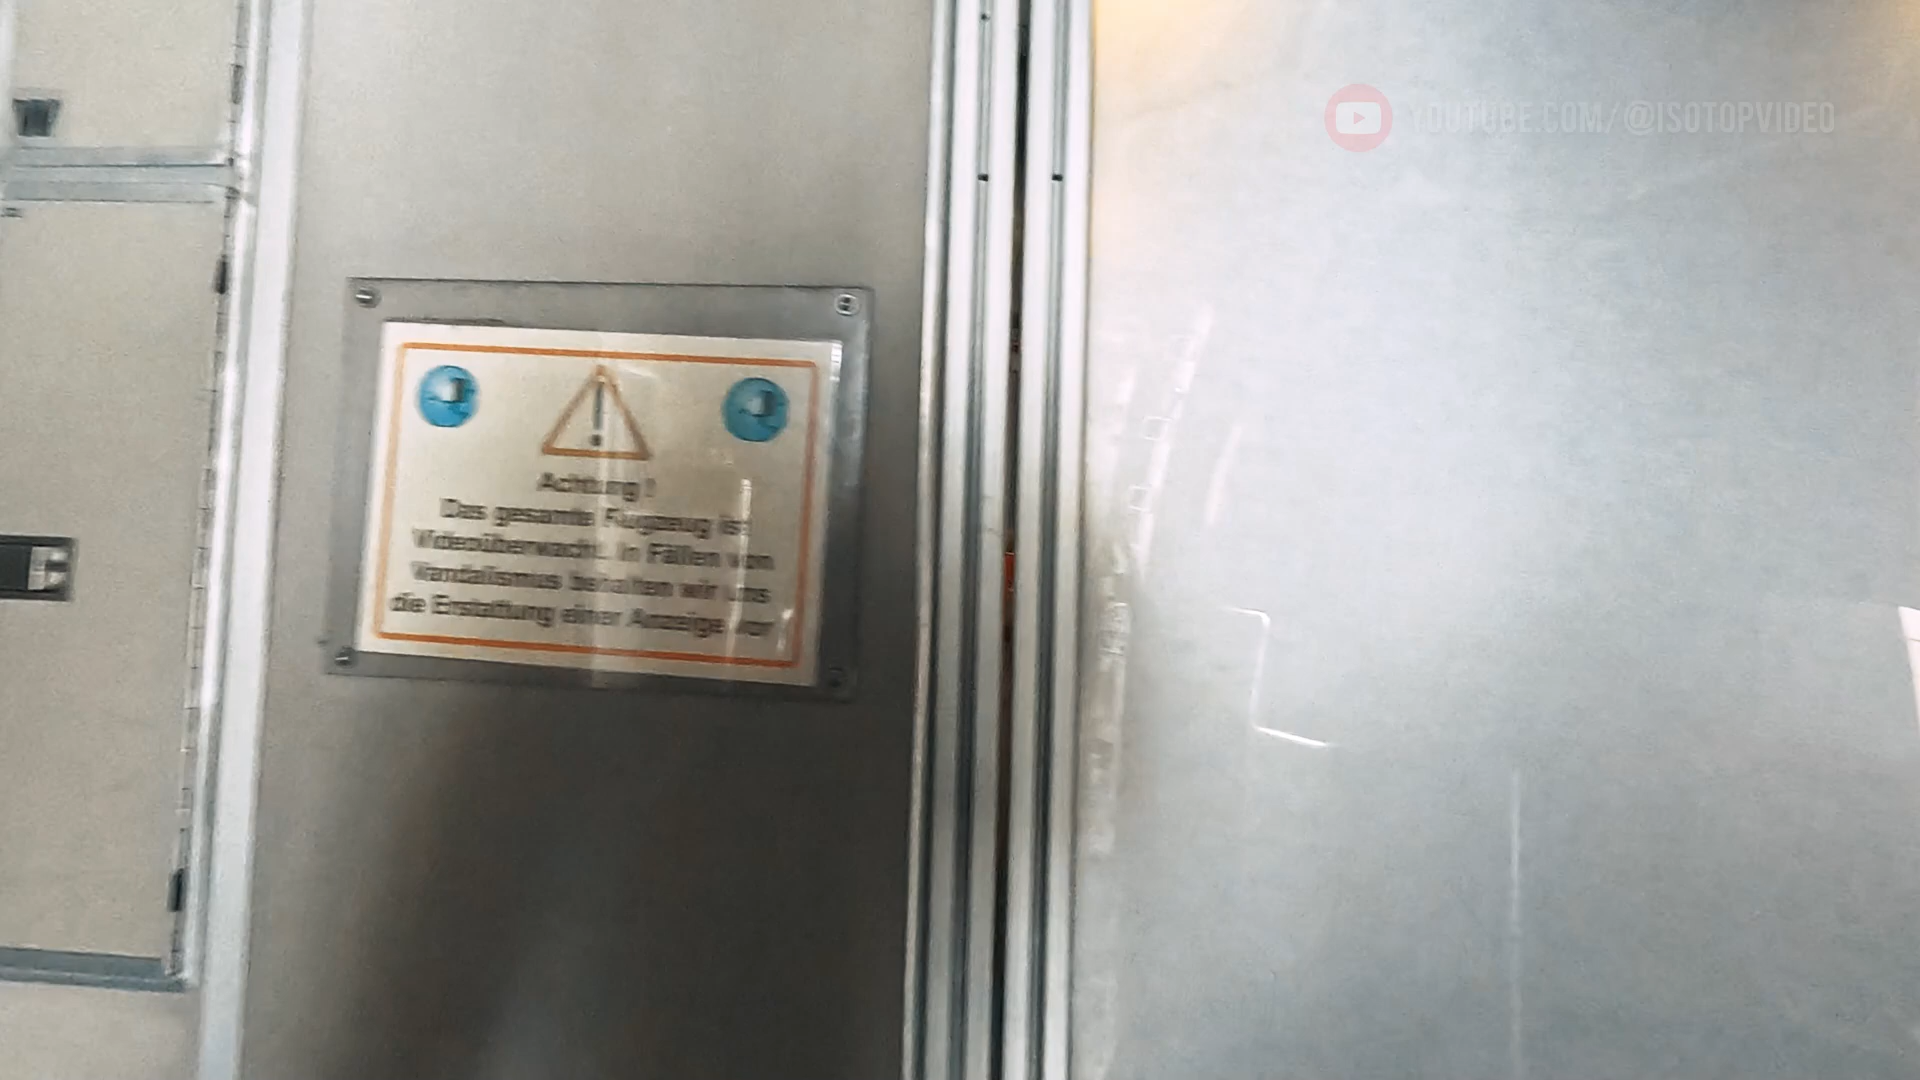 YOUTUBE.COM/@ISOTOPVIDEO
Achtung !
Das gesamte Flugzeug ist
Videoüberwacht. In Fällen von
Vandalismus behalten wir uns
die Erstattung einer Anzeige vor